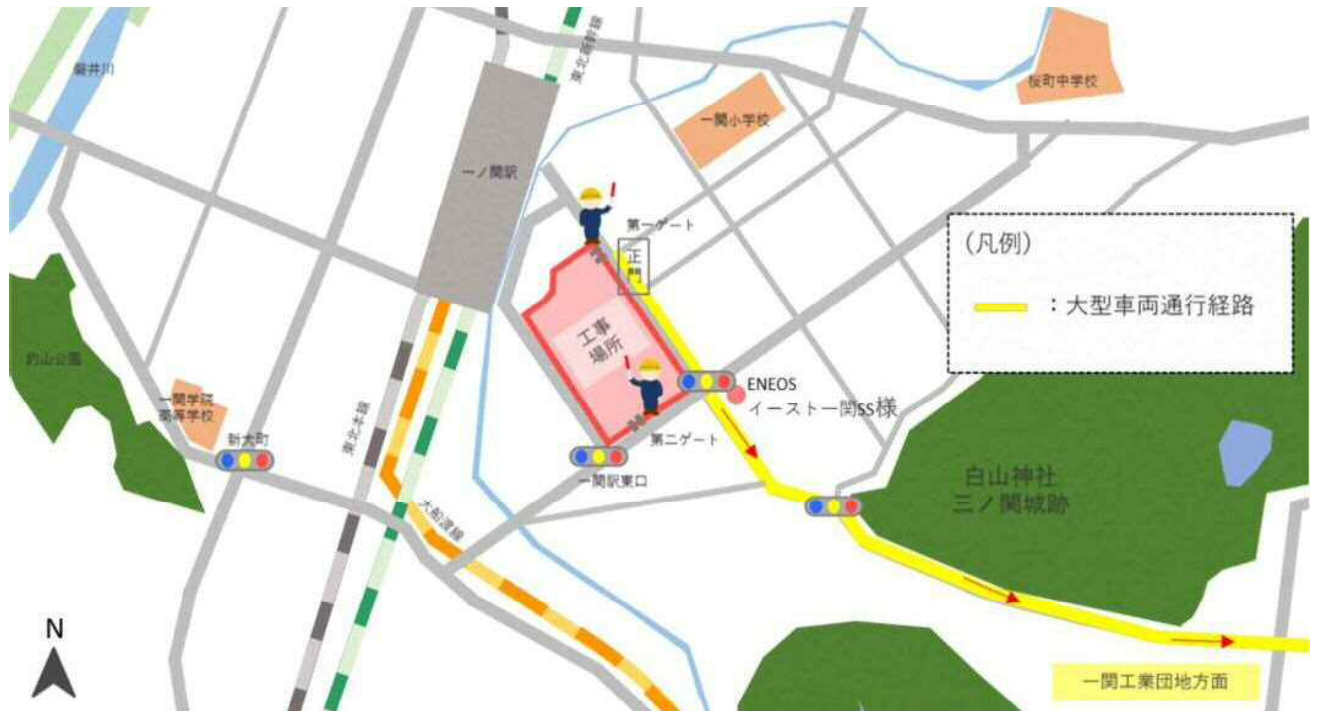 磐井川
東北新幹線
桜町中学校
一関小学校
一ノ関駅
第一ゲート
正門
(凡例)
:大型車両通行経路
工事
場所
釣山公園
ENEOS
イースト一関SS様
一関学院
高等学校
新大町
東北本線
第二ゲート
一関駅東口
白山神社
三ノ関城跡
大船渡線
N
一関工業団地方面